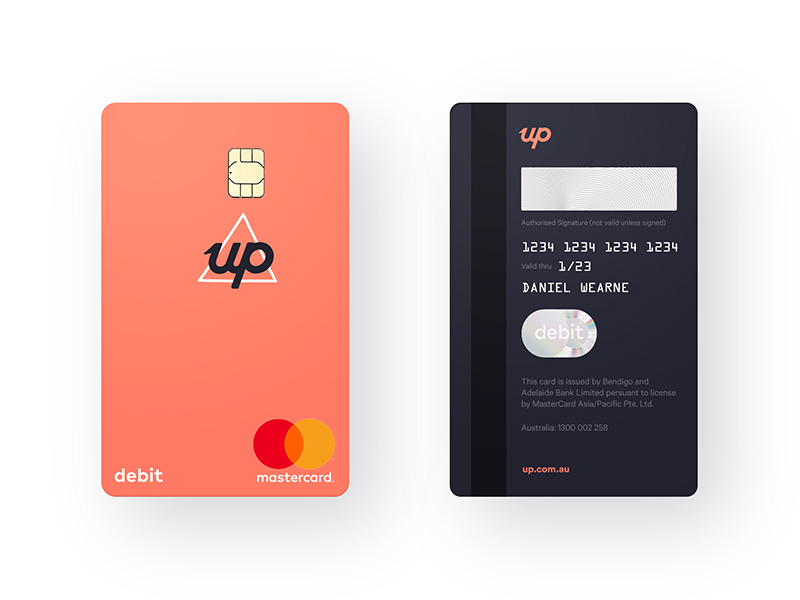 up
debit
mastercard.
up
Authorised Signature (not valid unless signed)
1234 1234 1234 1234
Valid thru 1/23
DANIEL WEARNE
debit
This card is issued by Bendigo and
Adelaide Bank Limited persuant to license
by MasterCard Asia/Pacific Pte. Ltd.
Australia: 1300 002 258
up.com.au